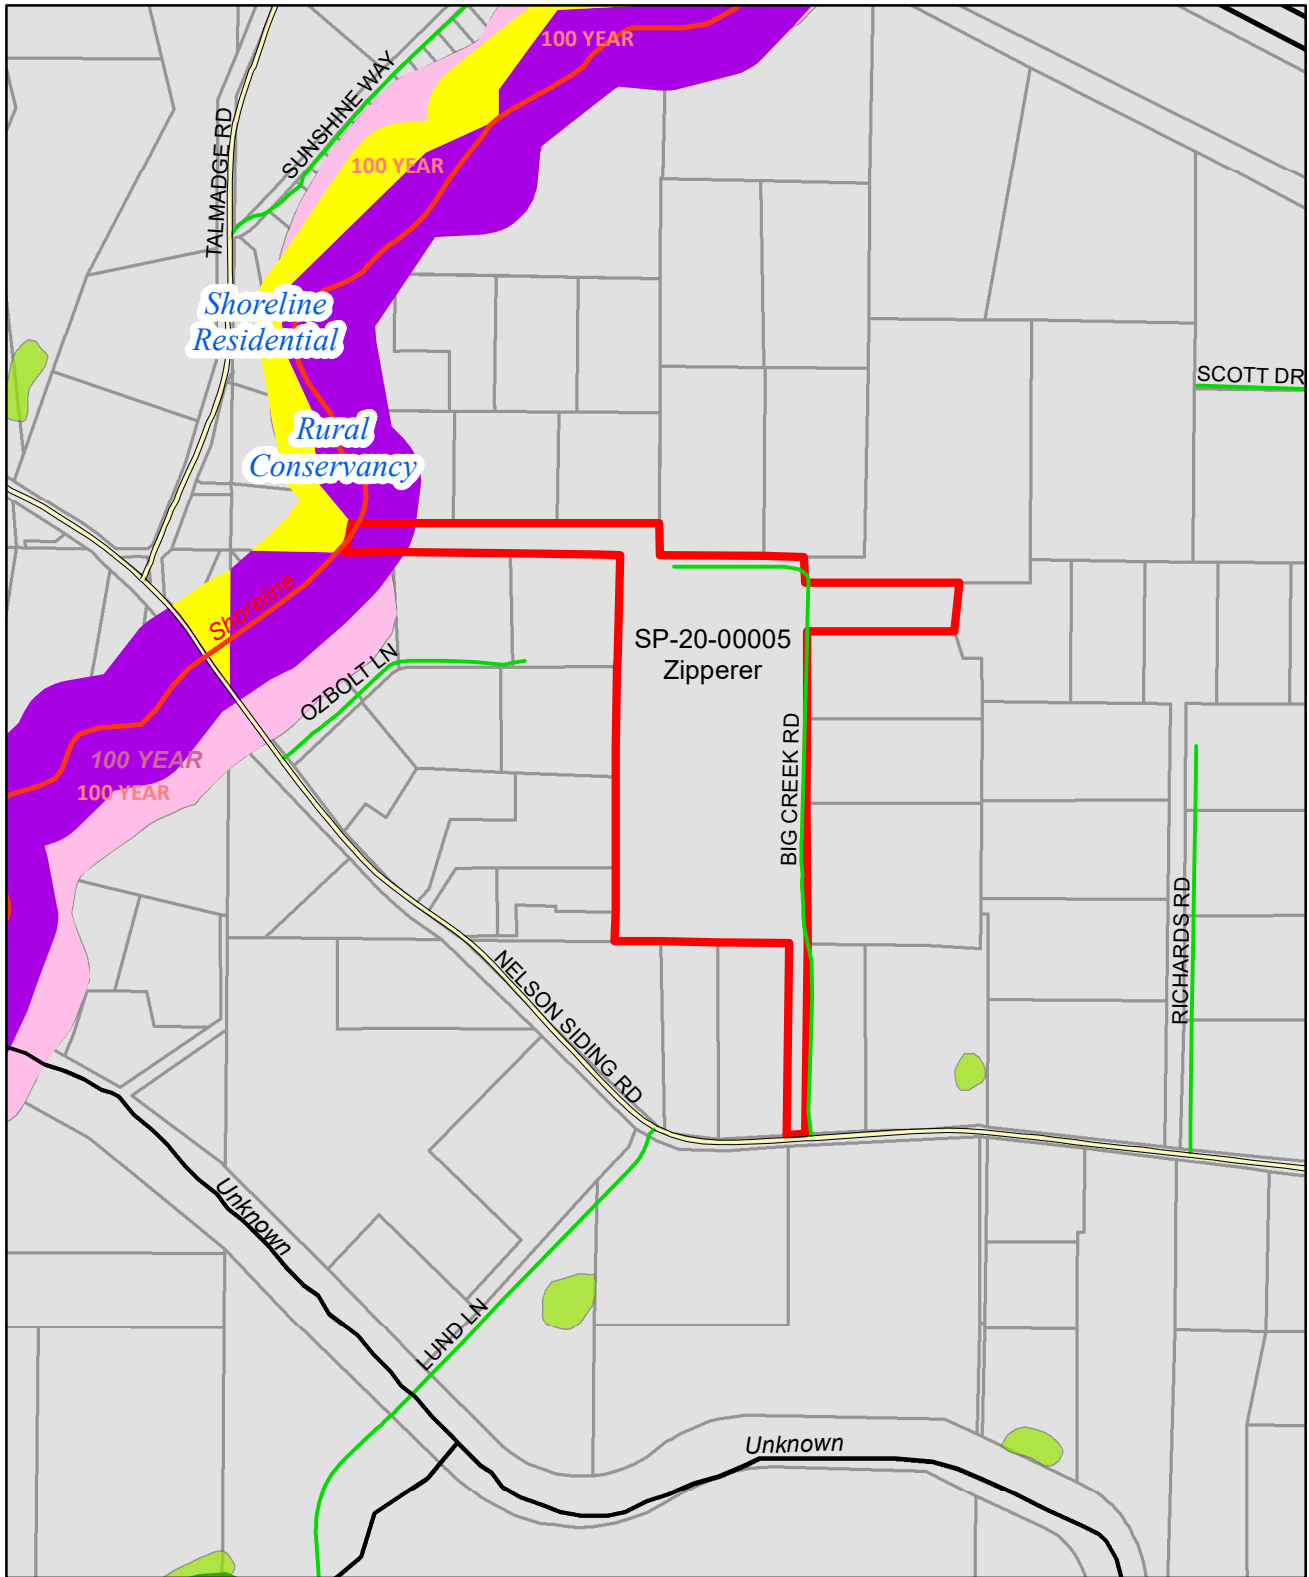 100 YEAR
SUNSHINE WAY
TALMADGE RD
100 YEAR
Shoreline
Residential
SCOTT DR
Rural
Conservancy
Shoreline
SP-20-00005
Zipperer
OZBOLT LN
BIG CREEK RD
100 YEAR
100 YEAR
RICHARDS RD
NELSON SIDING RD
Unknown
LUND LN
Unknown